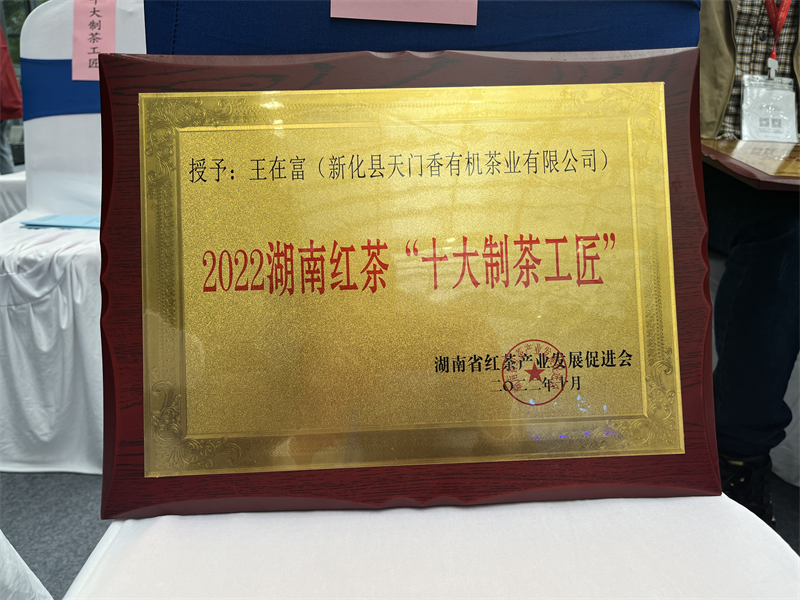 十大制茶工匠
授予：王在富（新化县天门香有机茶业有限公司）
2022湖南红茶“十大制茶工匠”
湖南省红茶产业发展促进会
二〇二二年十月